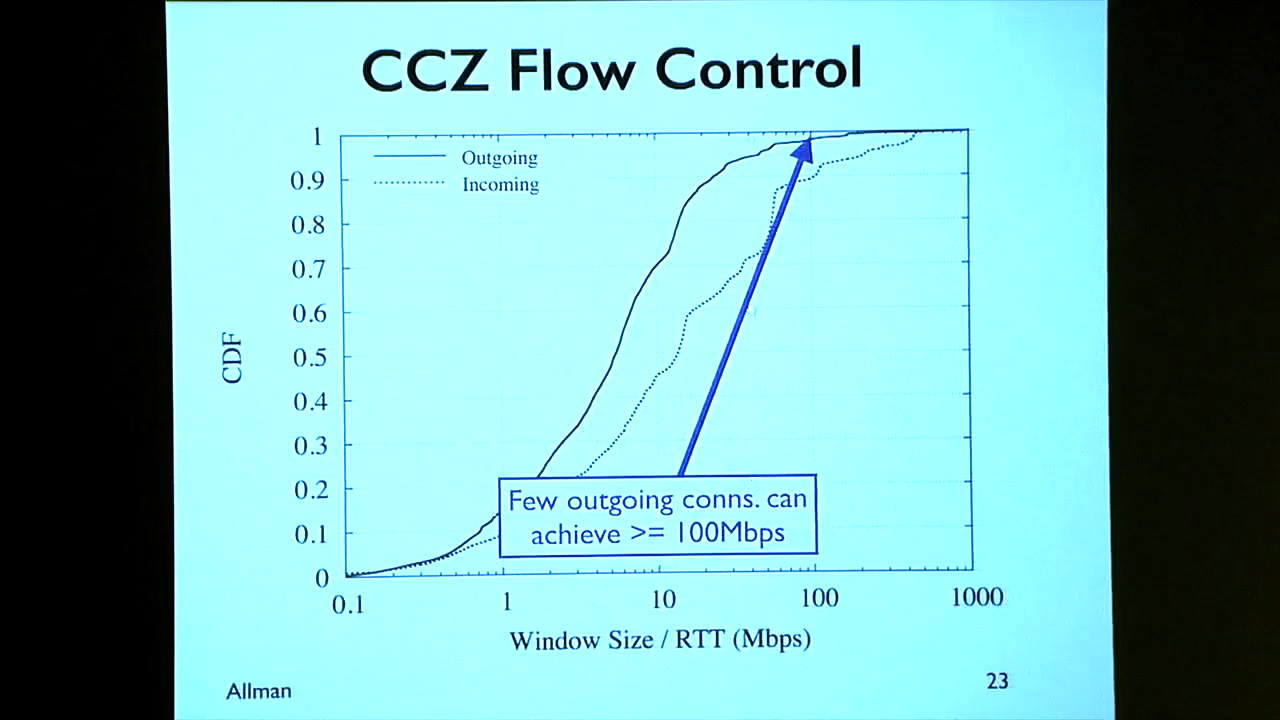 CCZ Flow Control
Outgoing
Incoming
1
0.9
0.8
0.7
0.6
0.5
0.4
0.3
0.2
0.1
0
CDF
Few outgoing conns. can
achieve >= 100Mbps
0.1 1 10 100 1000
Window Size / RTT (Mbps)
Allman
23